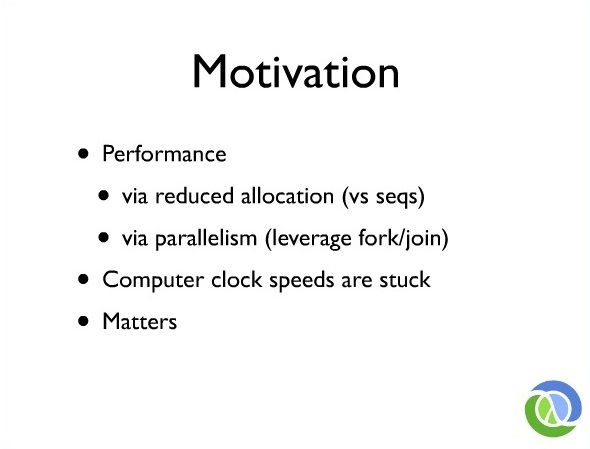 Motivation
• Performance
• via reduced allocation (vs seqs)
• via parallelism (leverage fork/join)
• Computer clock speeds are stuck
• Matters